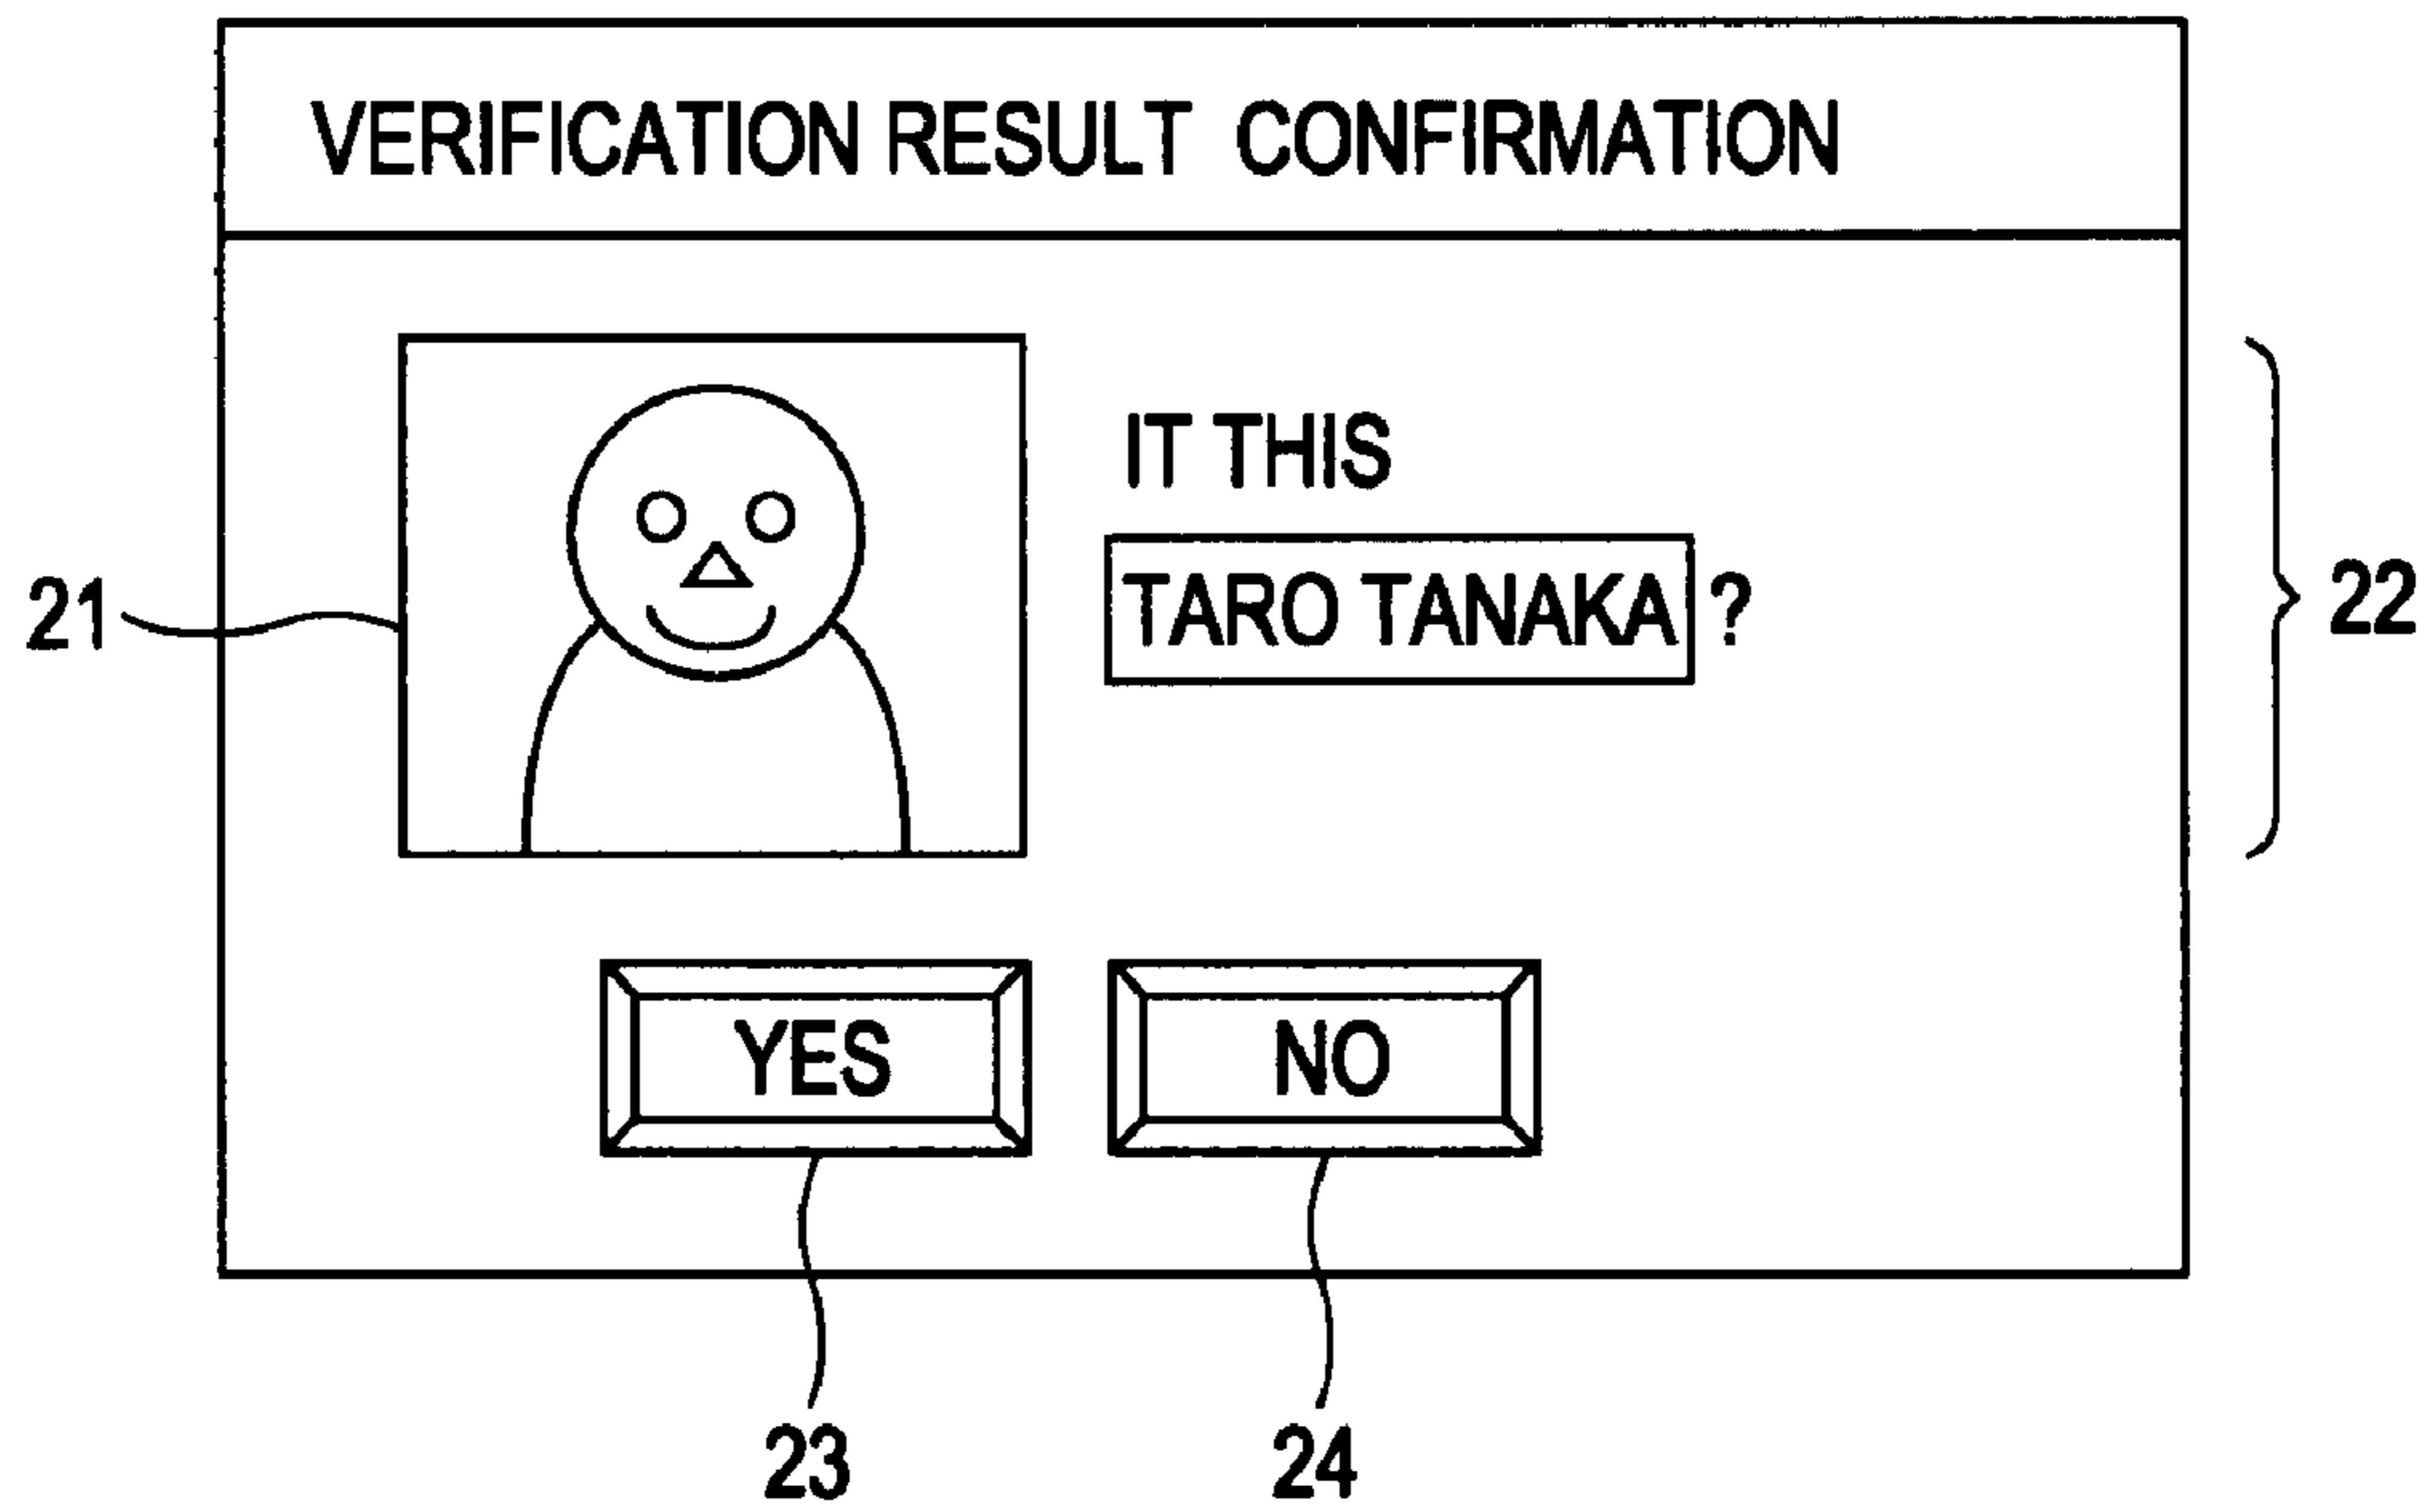 VERIFICATION RESULT CONFIRMATION
IT THIS
TARO TANAKA ?
21
22
YES
NO
23
24